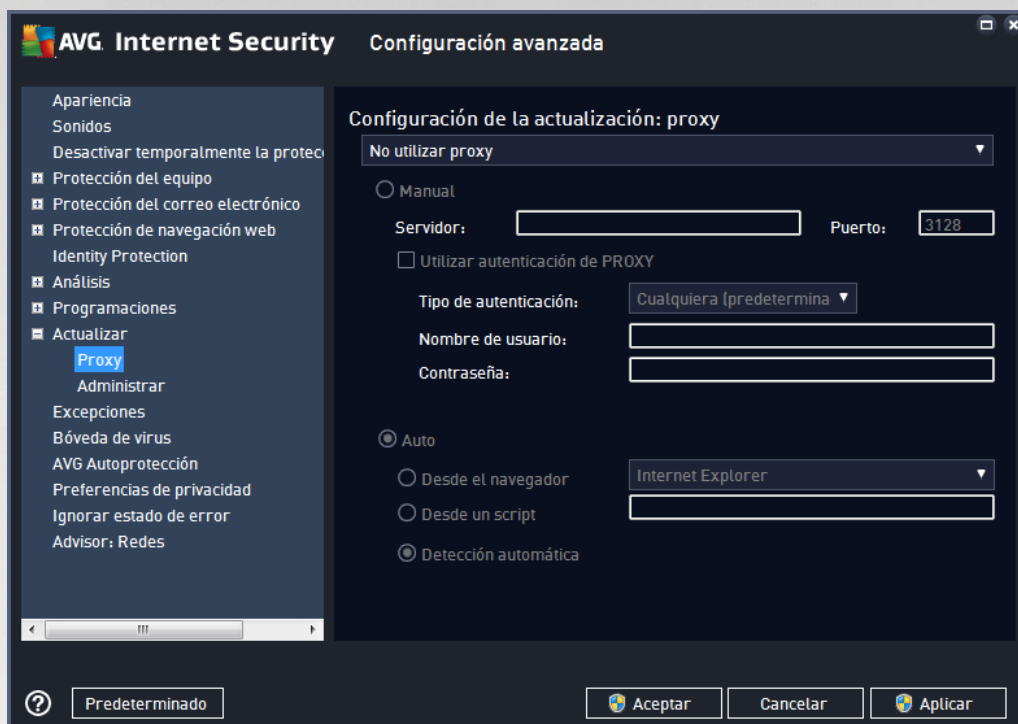 AVG. Internet Security Configuración avanzada
Apariencia
Sonidos
Desactivar temporalmente la protec
Protección del equipo
Protección del correo electrónico
Protección de navegación web
Identity Protection
Análisis
Programaciones
Actualizar
Proxy
Administrar
Excepciones
Bóveda de virus
AVG Autoprotección
Preferencias de privacidad
Ignorar estado de error
Advisor: Redes
Configuración de la actualización: proxy
No utilizar proxy
Manual
Servidor: Puerto: 3128
Utilizar autenticación de PROXY
Tipo de autenticación: Cualquiera (predetermina
Nombre de usuario:
Contraseña:
Auto
Desde el navegador Internet Explorer
Desde un script
Detección automática
? Predeterminado Aceptar Cancelar Aplicar